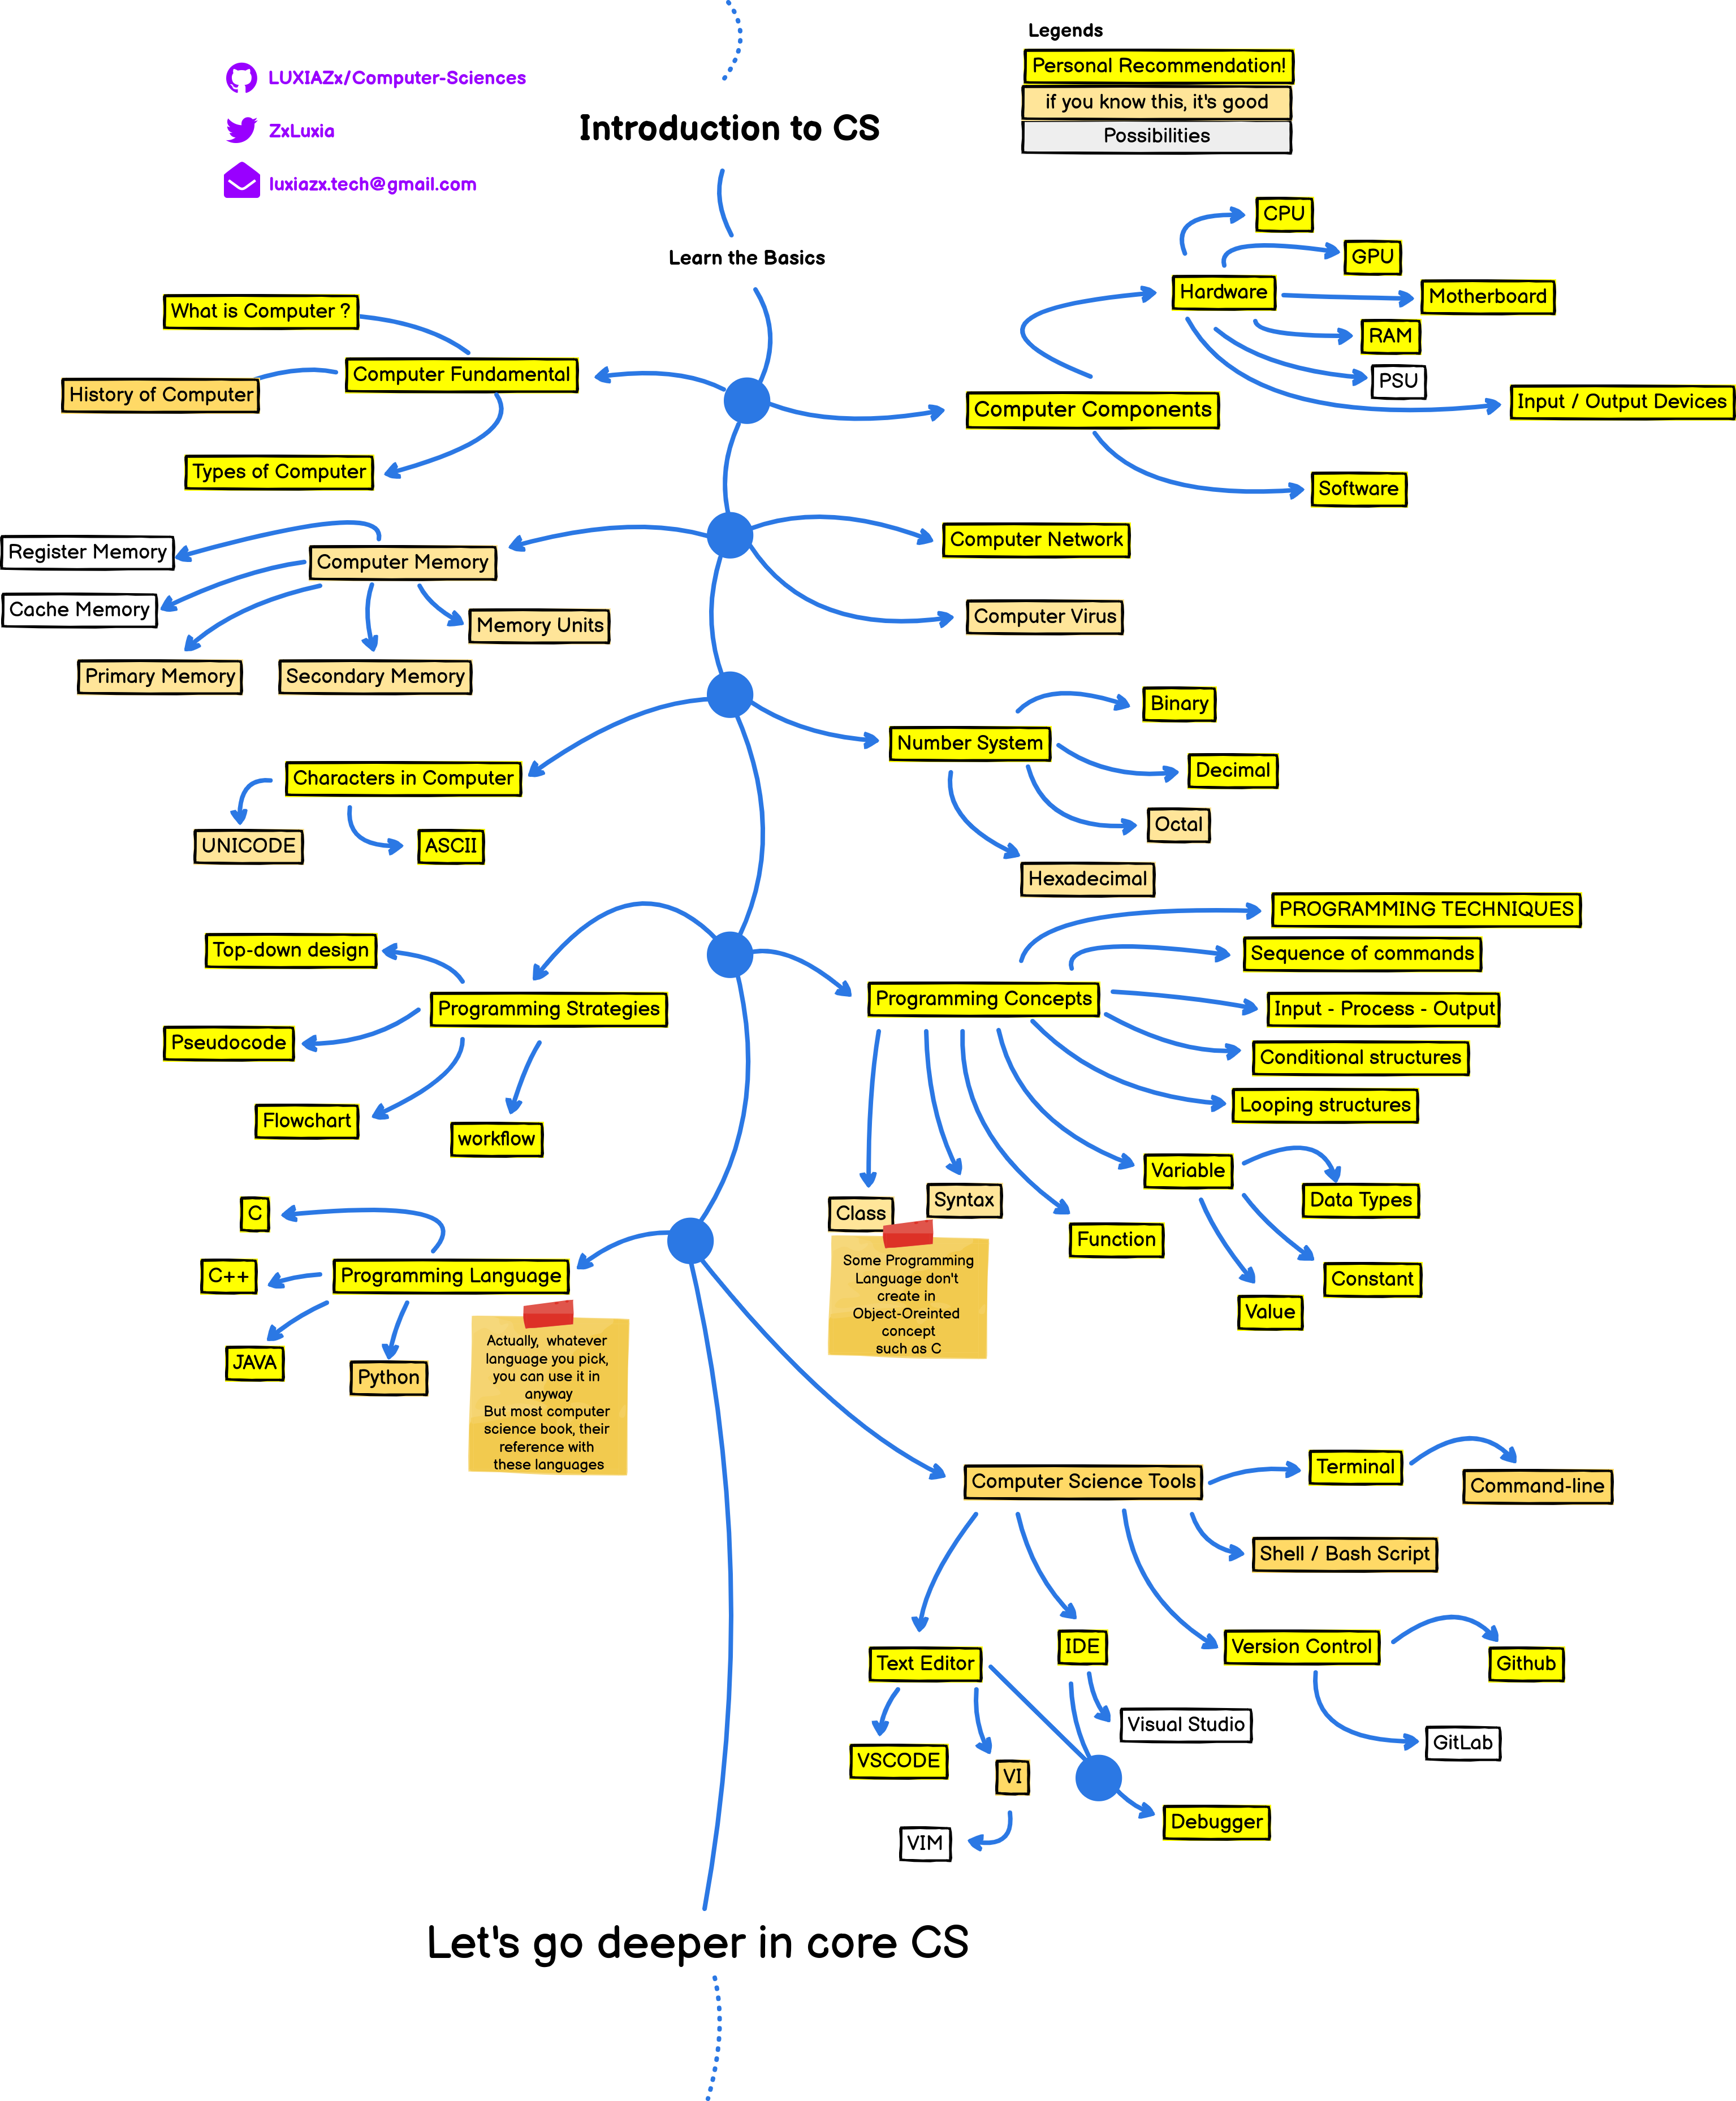 Legends
Personal Recommendation!
if you know this, it's good
Possibilities
LUXIAZx/Computer-Sciences
ZxLuxia
luxiazx.tech@gmail.com
Introduction to CS
Learn the Basics
CPU
GPU
Hardware
Motherboard
RAM
PSU
Input / Output Devices
Computer Components
Software
What is Computer ?
Computer Fundamental
History of Computer
Types of Computer
Register Memory
Computer Memory
Cache Memory
Memory Units
Primary Memory
Secondary Memory
Computer Network
Computer Virus
Binary
Number System
Decimal
Octal
Hexadecimal
Characters in Computer
UNICODE
ASCII
Top-down design
Programming Strategies
Pseudocode
Flowchart
workflow
PROGRAMMING TECHNIQUES
Sequence of commands
Programming Concepts
Input - Process - Output
Conditional structures
Looping structures
Variable
Data Types
Constant
Value
Function
Syntax
Class
Some Programming
Language don't
create in
Object-Oreinted
concept
such as C
C
C++
Programming Language
JAVA
Python
Actually, whatever
language you pick,
you can use it in
anyway
But most computer
science book, their
reference with
these languages
Computer Science Tools
Terminal
Command-line
Shell / Bash Script
Text Editor
IDE
Version Control
Github
Visual Studio
GitLab
VSCODE
VI
Debugger
VIM
Let's go deeper in core CS